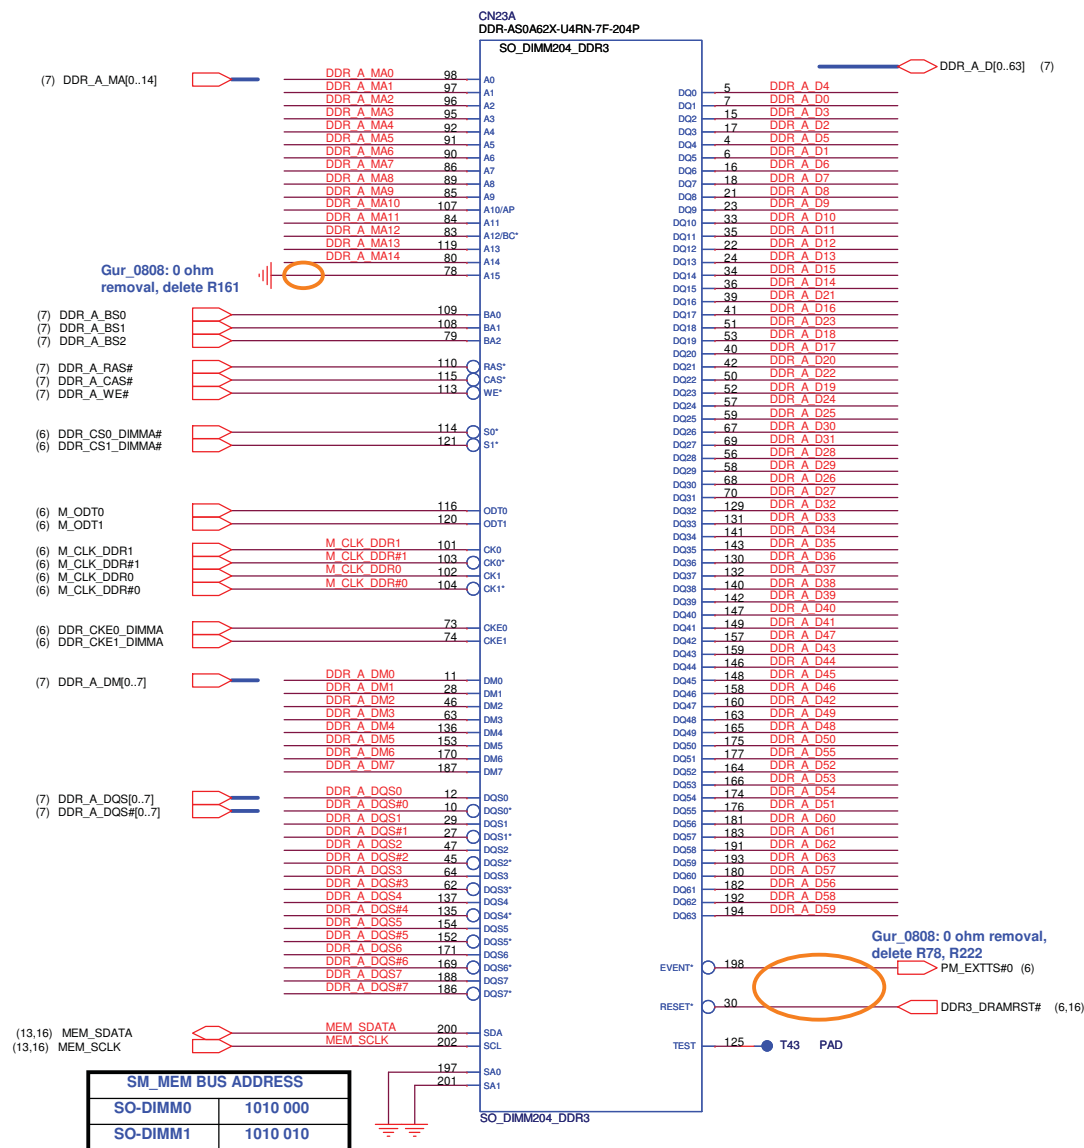 CN23A
DDR-AS0A62X-U4RN-7F-204P
SO_DIMM204_DDR3
(7) DDR_A_MA[0..14]
DDR_A_MA0 98 A0
DDR_A_MA1 97 A1
DDR_A_MA2 96 A2
DDR_A_MA3 95 A3
DDR_A_MA4 92 A4
DDR_A_MA5 91 A5
DDR_A_MA6 90 A6
DDR_A_MA7 86 A7
DDR_A_MA8 89 A8
DDR_A_MA9 85 A9
DDR_A_MA10 107 A10/AP
DDR_A_MA11 84 A11
DDR_A_MA12 83 A12/BC*
DDR_A_MA13 119 A13
DDR_A_MA14 80 A14
78 A15
Gur_0808: 0 ohm
removal, delete R161
(7) DDR_A_BS0 109 BA0
(7) DDR_A_BS1 108 BA1
(7) DDR_A_BS2 79 BA2
(7) DDR_A_RAS# 110 RAS*
(7) DDR_A_CAS# 115 CAS*
(7) DDR_A_WE# 113 WE*
(6) DDR_CS0_DIMMA# 114 S0*
(6) DDR_CS1_DIMMA# 121 S1*
(6) M_ODT0 116 ODT0
(6) M_ODT1 120 ODT1
(6) M_CLK_DDR1 M_CLK_DDR1 101 CK0
(6) M_CLK_DDR#1 M_CLK_DDR#1 103 CK0*
(6) M_CLK_DDR0 M_CLK_DDR0 102 CK1
(6) M_CLK_DDR#0 M_CLK_DDR#0 104 CK1*
(6) DDR_CKE0_DIMMA 73 CKE0
(6) DDR_CKE1_DIMMA 74 CKE1
(7) DDR_A_DM[0..7]
DDR_A_DM0 11 DM0
DDR_A_DM1 28 DM1
DDR_A_DM2 46 DM2
DDR_A_DM3 63 DM3
DDR_A_DM4 136 DM4
DDR_A_DM5 153 DM5
DDR_A_DM6 170 DM6
DDR_A_DM7 187 DM7
(7) DDR_A_DQS[0..7]
(7) DDR_A_DQS#[0..7]
DDR_A_DQS0 12 DQS0
DDR_A_DQS#0 10 DQS0*
DDR_A_DQS1 29 DQS1
DDR_A_DQS#1 27 DQS1*
DDR_A_DQS2 47 DQS2
DDR_A_DQS#2 45 DQS2*
DDR_A_DQS3 64 DQS3
DDR_A_DQS#3 62 DQS3*
DDR_A_DQS4 137 DQS4
DDR_A_DQS#4 135 DQS4*
DDR_A_DQS5 154 DQS5
DDR_A_DQS#5 152 DQS5*
DDR_A_DQS6 171 DQS6
DDR_A_DQS#6 169 DQS6*
DDR_A_DQS7 188 DQS7
DDR_A_DQS#7 186 DQS7*
(13,16) MEM_SDATA MEM_SDATA 200 SDA
(13,16) MEM_SCLK MEM_SCLK 202 SCL
197 SA0
201 SA1
DDR_A_D[0..63] (7)
DQ0 5 DDR_A_D4
DQ1 7 DDR_A_D0
DQ2 15 DDR_A_D3
DQ3 17 DDR_A_D2
DQ4 4 DDR_A_D5
DQ5 6 DDR_A_D1
DQ6 16 DDR_A_D6
DQ7 18 DDR_A_D7
DQ8 21 DDR_A_D8
DQ9 23 DDR_A_D9
DQ10 33 DDR_A_D10
DQ11 35 DDR_A_D11
DQ12 22 DDR_A_D12
DQ13 24 DDR_A_D13
DQ14 34 DDR_A_D15
DQ15 36 DDR_A_D14
DQ16 39 DDR_A_D21
DQ17 41 DDR_A_D16
DQ18 51 DDR_A_D23
DQ19 53 DDR_A_D18
DQ20 40 DDR_A_D17
DQ21 42 DDR_A_D20
DQ22 50 DDR_A_D22
DQ23 52 DDR_A_D19
DQ24 57 DDR_A_D24
DQ25 59 DDR_A_D25
DQ26 67 DDR_A_D30
DQ27 69 DDR_A_D31
DQ28 56 DDR_A_D28
DQ29 58 DDR_A_D29
DQ30 68 DDR_A_D26
DQ31 70 DDR_A_D27
DQ32 129 DDR_A_D32
DQ33 131 DDR_A_D33
DQ34 141 DDR_A_D34
DQ35 143 DDR_A_D35
DQ36 130 DDR_A_D36
DQ37 132 DDR_A_D37
DQ38 140 DDR_A_D38
DQ39 142 DDR_A_D39
DQ40 147 DDR_A_D40
DQ41 149 DDR_A_D41
DQ42 157 DDR_A_D47
DQ43 159 DDR_A_D43
DQ44 146 DDR_A_D44
DQ45 148 DDR_A_D45
DQ46 158 DDR_A_D46
DQ47 160 DDR_A_D42
DQ48 163 DDR_A_D49
DQ49 165 DDR_A_D48
DQ50 175 DDR_A_D50
DQ51 177 DDR_A_D55
DQ52 164 DDR_A_D52
DQ53 166 DDR_A_D53
DQ54 174 DDR_A_D54
DQ55 176 DDR_A_D51
DQ56 181 DDR_A_D60
DQ57 183 DDR_A_D61
DQ58 191 DDR_A_D62
DQ59 193 DDR_A_D63
DQ60 180 DDR_A_D57
DQ61 182 DDR_A_D56
DQ62 192 DDR_A_D58
DQ63 194 DDR_A_D59
Gur_0808: 0 ohm removal,
delete R78, R222
EVENT* 198 PM_EXTTS#0 (6)
RESET* 30 DDR3_DRAMRST# (6,16)
TEST 125 T43 PAD
SO_DIMM204_DDR3
SM_MEM BUS ADDRESS
SO-DIMM0 1010 000
SO-DIMM1 1010 010